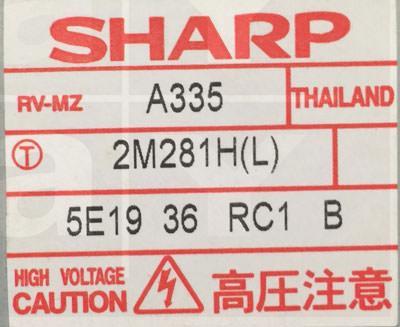 SHARP
RV-MZ A335 THAILAND
T 2M281H(L)
5E19 36 RC1 B
HIGH VOLTAGE
CAUTION 高圧注意